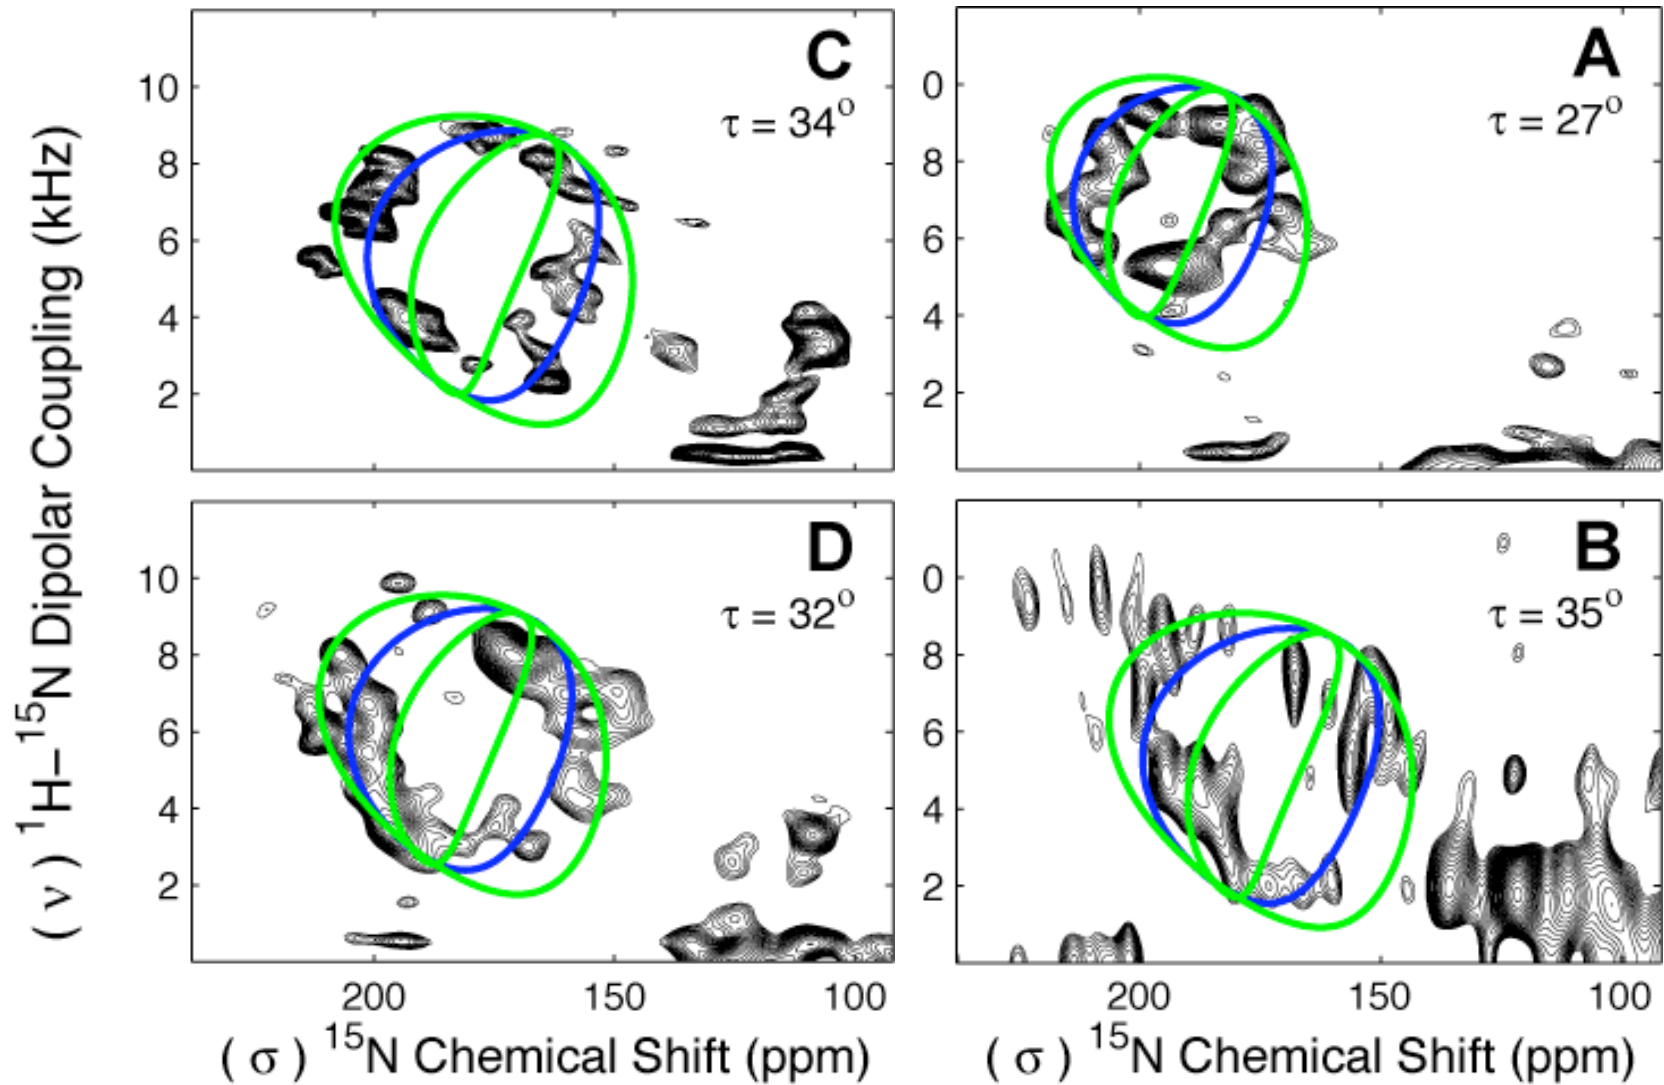 ( ν ) ¹H–¹⁵N Dipolar Coupling (kHz)
C
τ = 34°
10
8
6
4
2
A
τ = 27°
0
8
6
4
2
D
τ = 32°
10
8
6
4
2
200 150 100
( σ ) ¹⁵N Chemical Shift (ppm)
B
τ = 35°
0
8
6
4
2
200 150 100
( σ ) ¹⁵N Chemical Shift (ppm)